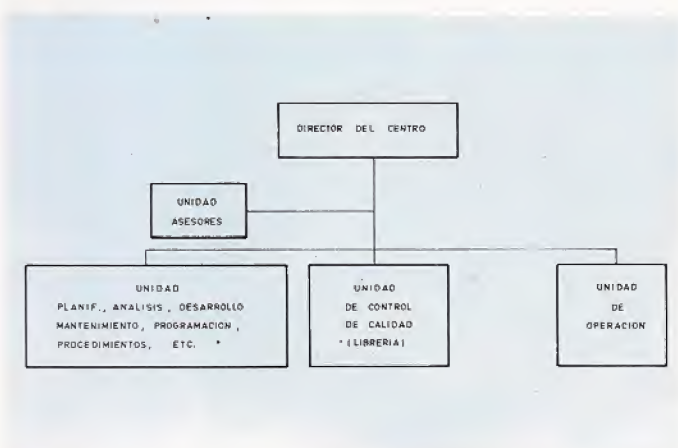 DIRECTOR DEL CENTRO
UNIDAD
ASESORES
UNIDAD
PLANIF., ANALISIS, DESARROLLO
MANTENIMIENTO, PROGRAMACION,
PROCEDIMIENTOS, ETC. *
UNIDAD
DE CONTROL
DE CALIDAD
* (LIBRERIA)
UNIDAD
DE
OPERACION